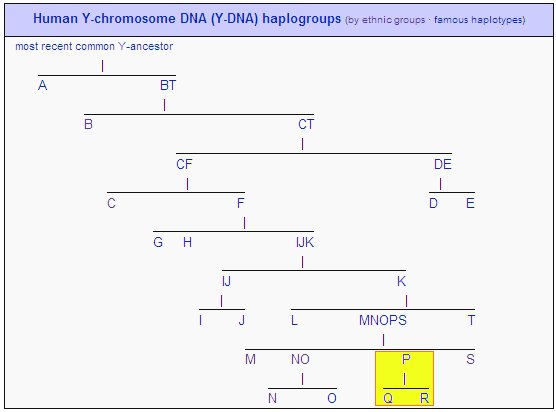 Human Y-chromosome DNA (Y-DNA) haplogroups (by ethnic groups · famous haplotypes)
most recent common Y-ancestor
A BT
B CT
CF DE
C F D E
G H IJK
IJ K
I J L MNOPS T
M NO P S
N O Q R